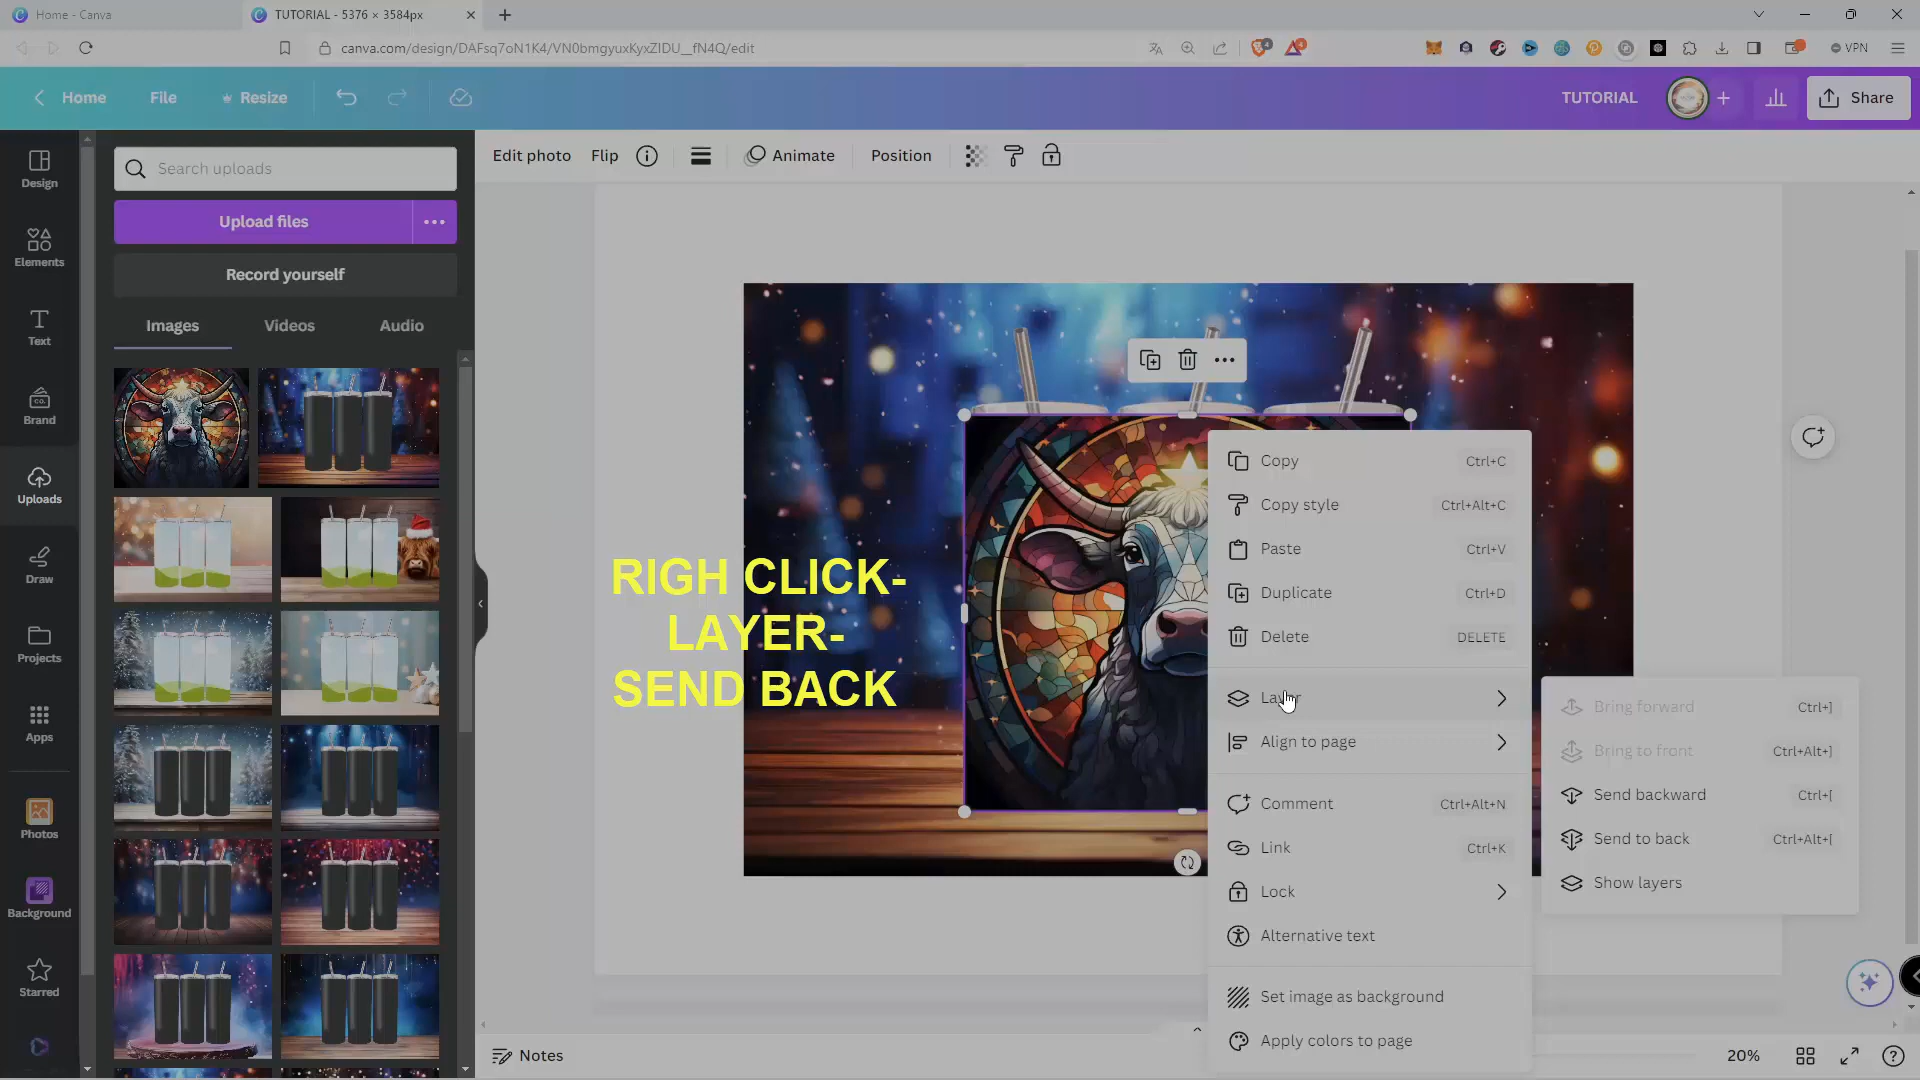 Home - Canva
TUTORIAL - 5376 × 3584px
canva.com/design/DAFsq7oN1K4/VN0bmgyuxKyxZIDU__fN4Q/edit
VPN
Home
File
Resize
TUTORIAL
Share
Design
Elements
Text
Brand
Uploads
Draw
Projects
Apps
Photos
Background
Starred
Search uploads
Upload files
Record yourself
Images
Videos
Audio
Edit photo
Flip
Animate
Position
RIGH CLICK-
LAYER-
SEND BACK
Copy Ctrl+C
Copy style Ctrl+Alt+C
Paste Ctrl+V
Duplicate Ctrl+D
Delete DELETE
Layer
Align to page
Comment Ctrl+Alt+N
Link Ctrl+K
Lock
Alternative text
Set image as background
Apply colors to page
Bring forward Ctrl+]
Bring to front Ctrl+Alt+]
Send backward Ctrl+[
Send to back Ctrl+Alt+[
Show layers
Notes
20%